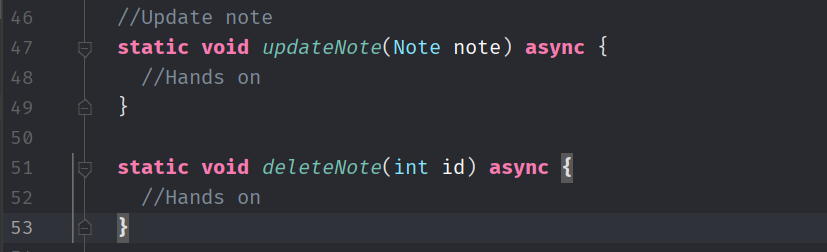 46 //Update note
47 static void updateNote(Note note) async {
48 //Hands on
49 }
50
51 static void deleteNote(int id) async {
52 //Hands on
53 }